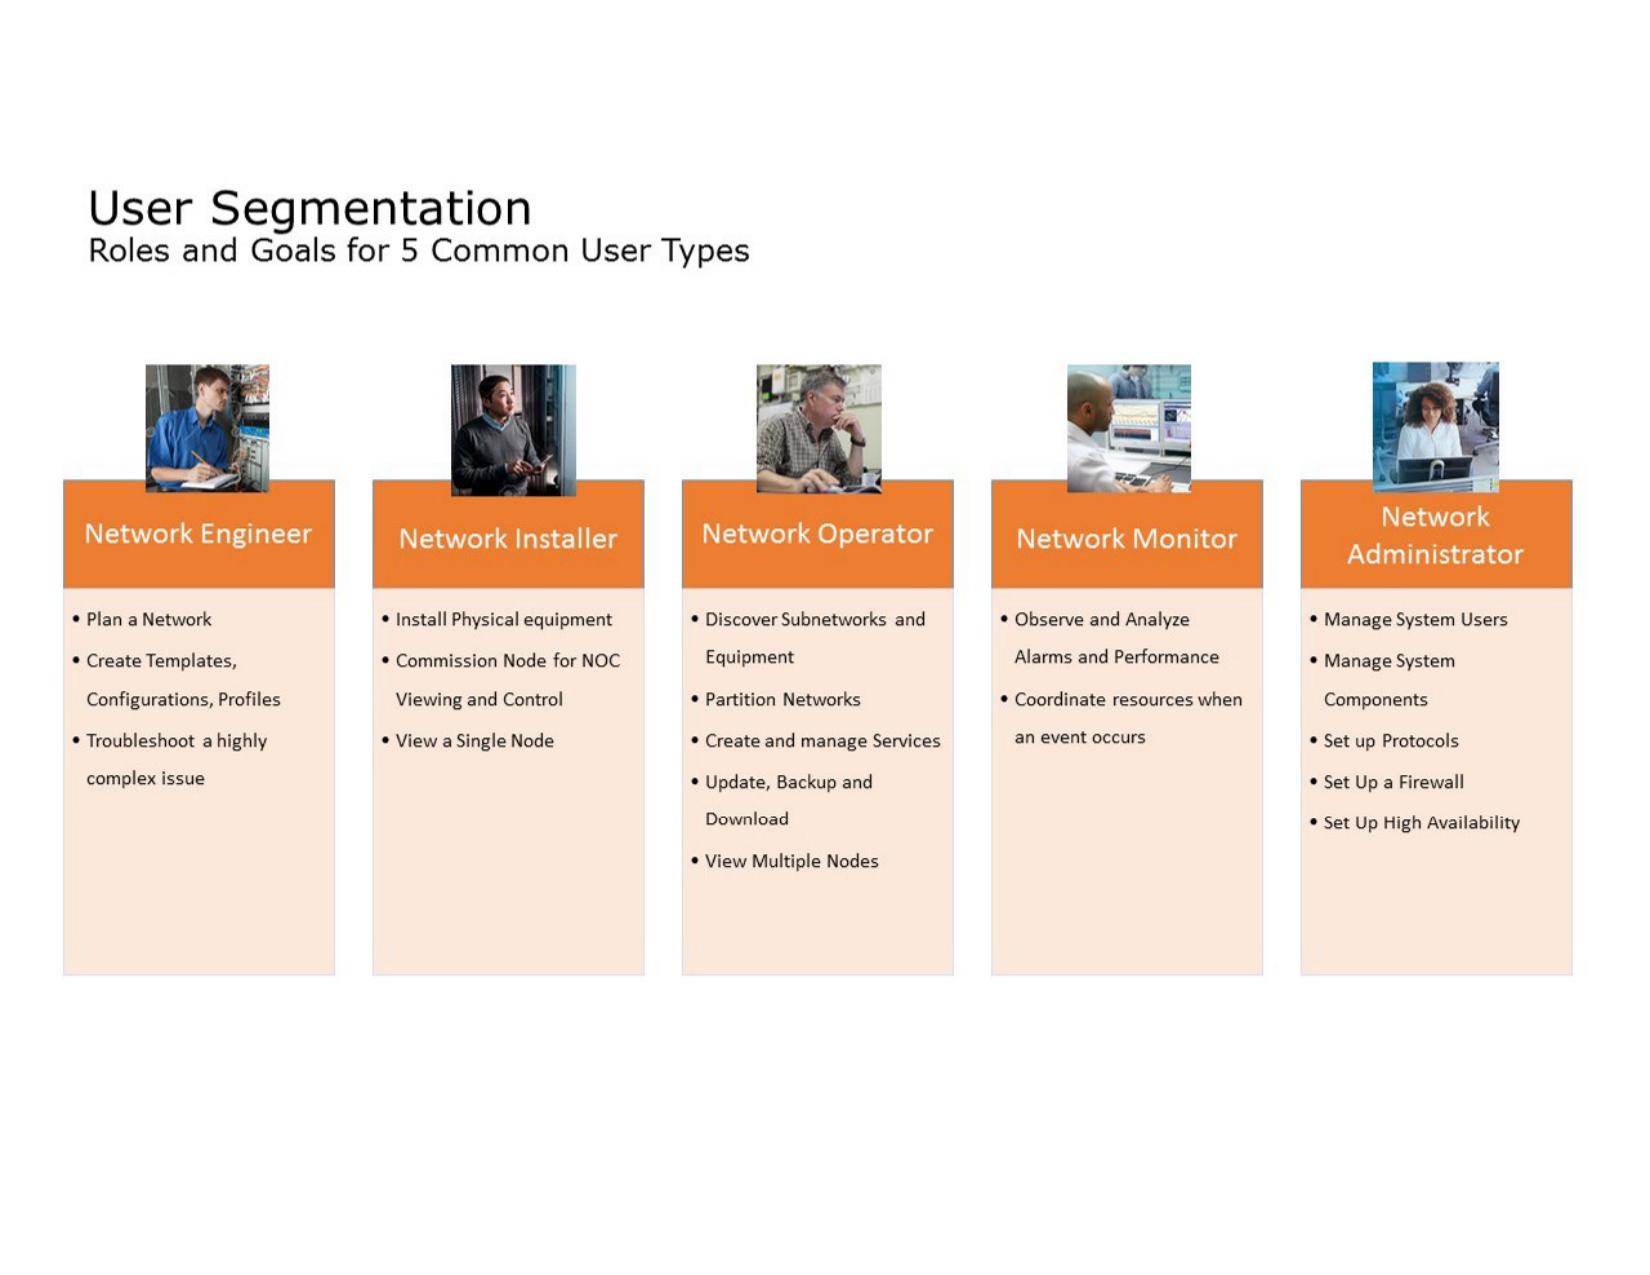 User Segmentation
Roles and Goals for 5 Common User Types
Network Engineer
• Plan a Network
• Create Templates,
Configurations, Profiles
• Troubleshoot a highly
complex issue
Network Installer
• Install Physical equipment
• Commission Node for NOC
Viewing and Control
• View a Single Node
Network Operator
• Discover Subnetworks and
Equipment
• Partition Networks
• Create and manage Services
• Update, Backup and
Download
• View Multiple Nodes
Network Monitor
• Observe and Analyze
Alarms and Performance
• Coordinate resources when
an event occurs
Network
Administrator
• Manage System Users
• Manage System
Components
• Set up Protocols
• Set Up a Firewall
• Set Up High Availability